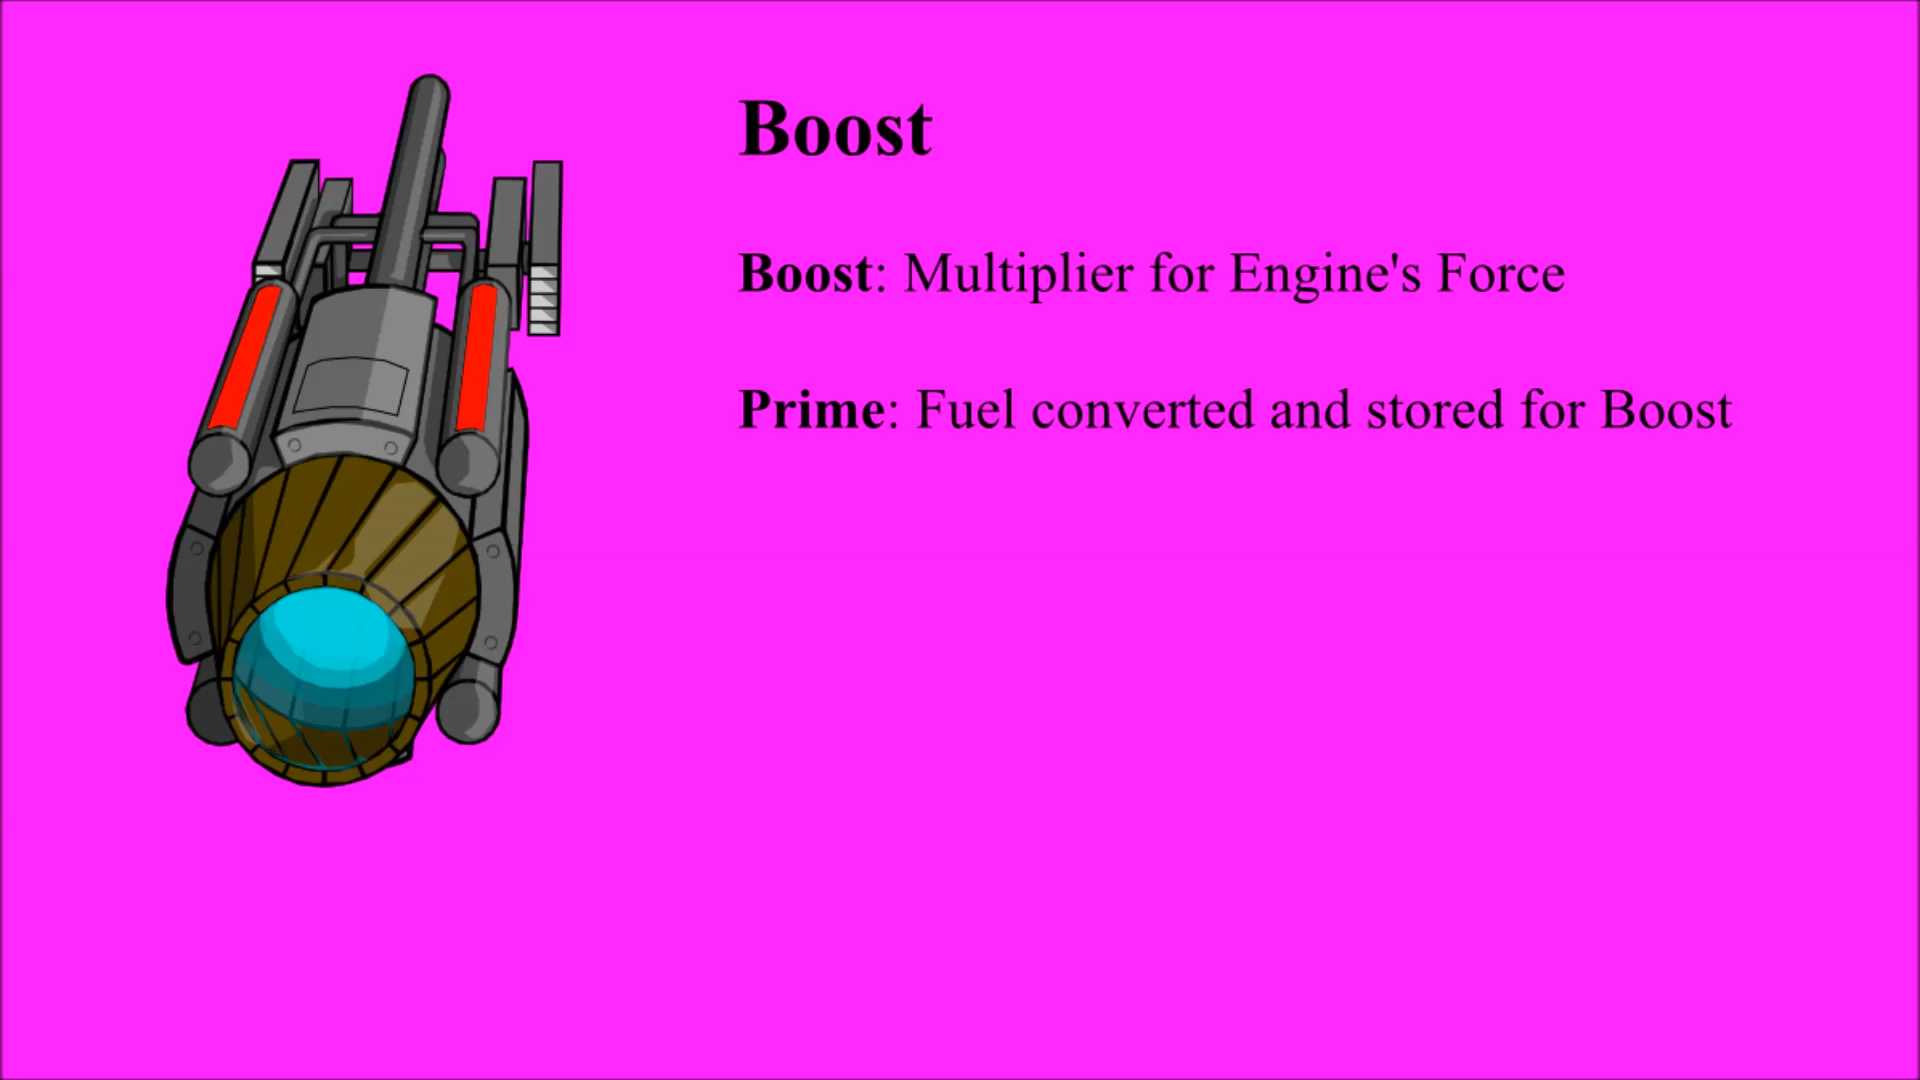 Boost
Boost: Multiplier for Engine's Force
Prime: Fuel converted and stored for Boost